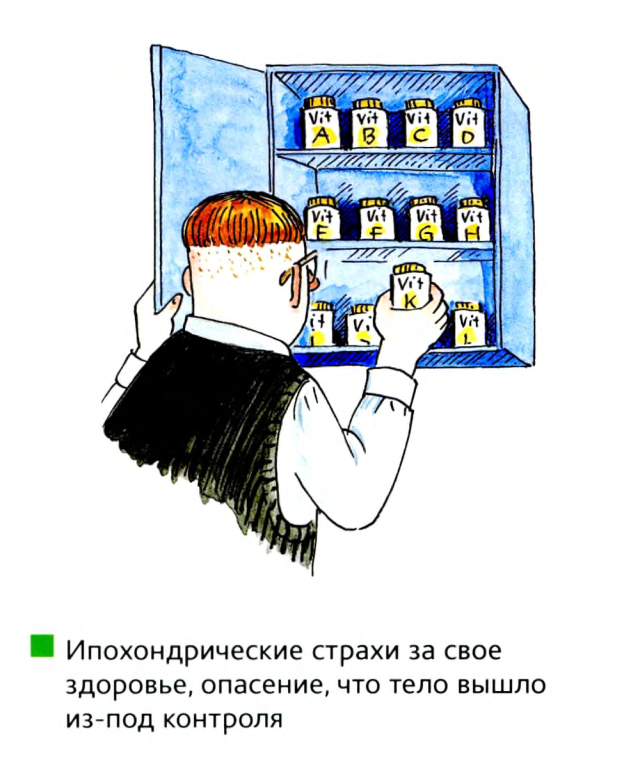 Vit Vit Vit Vit
A B C D
Vit Vit Vit Vit
E F G H
Vit
K
Vit
Ипохондрические страхи за свое
здоровье, опасение, что тело вышло
из-под контроля